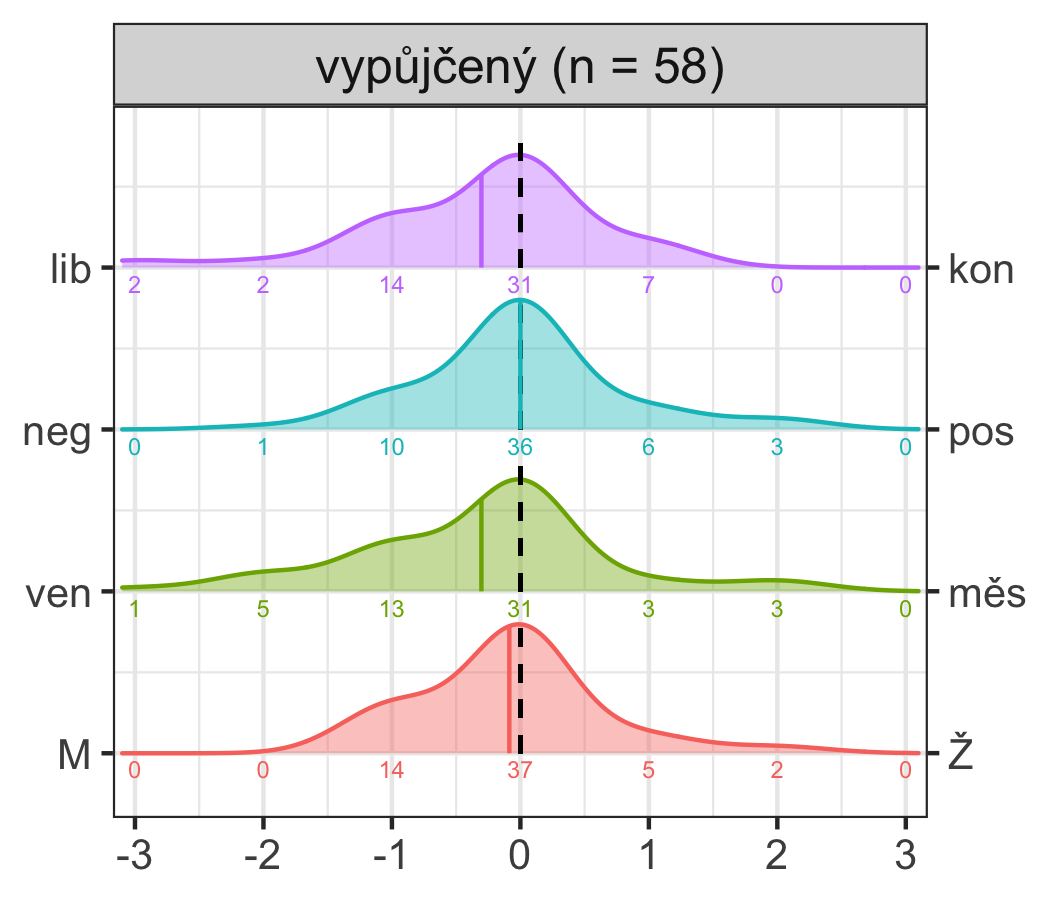 vypůjčený (n = 58)
lib kon
2 2 14 31 7 0 0
neg pos
0 1 10 36 6 3 0
ven měs
1 5 13 31 3 3 0
M Ž
0 0 14 37 5 2 0
-3 -2 -1 0 1 2 3